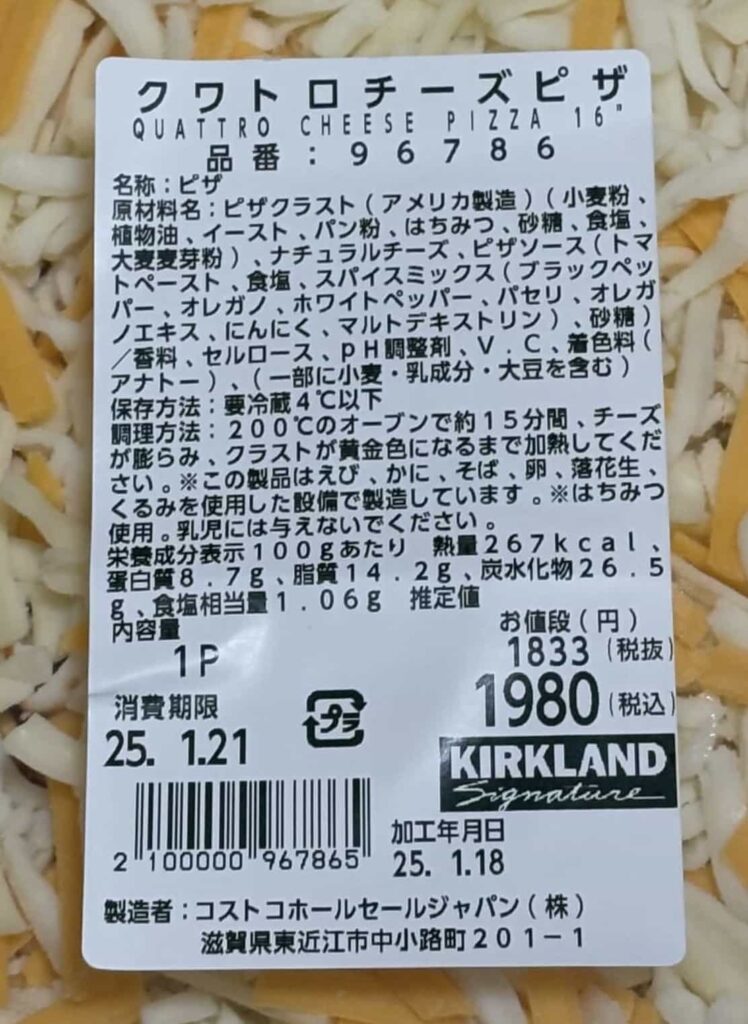 クワトロチーズピザ
QUATTRO CHEESE PIZZA 16"
品番：96786
名称：ピザ
原材料名：ピザクラスト（アメリカ製造）（小麦粉、
植物油、イースト、パン粉、はちみつ、砂糖、食塩、
大麦麦芽粉）、ナチュラルチーズ、ピザソース（トマ
トペースト、食塩、スパイスミックス（ブラックペッ
パー、オレガノ、ホワイトペッパー、パセリ、オレガ
ノエキス、にんにく、マルトデキストリン）、砂糖）
／香料、セルロース、ｐＨ調整剤、Ｖ．Ｃ、着色料（
アナトー）、（一部に小麦・乳成分・大豆を含む）
保存方法：要冷蔵４℃以下
調理方法：２００℃のオーブンで約１５分間、チーズ
が膨らみ、クラストが黄金色になるまで加熱してくだ
さい。※この製品はえび、かに、そば、卵、落花生、
くるみを使用した設備で製造しています。※はちみつ
使用。乳児には与えないでください。
栄養成分表示１００ｇあたり　熱量２６７ｋｃａｌ、
蛋白質８．７ｇ、脂質１４．２ｇ、炭水化物２６．５
ｇ、食塩相当量１．０６ｇ　推定値
内容量
1P
お値段（円）
1833（税抜）
1980（税込）
消費期限
25. 1.21
プラ
KIRKLAND
Signature
2 100000 967865
加工年月日
25. 1.18
製造者：コストコホールセールジャパン（株）
滋賀県東近江市中小路町２０１－１